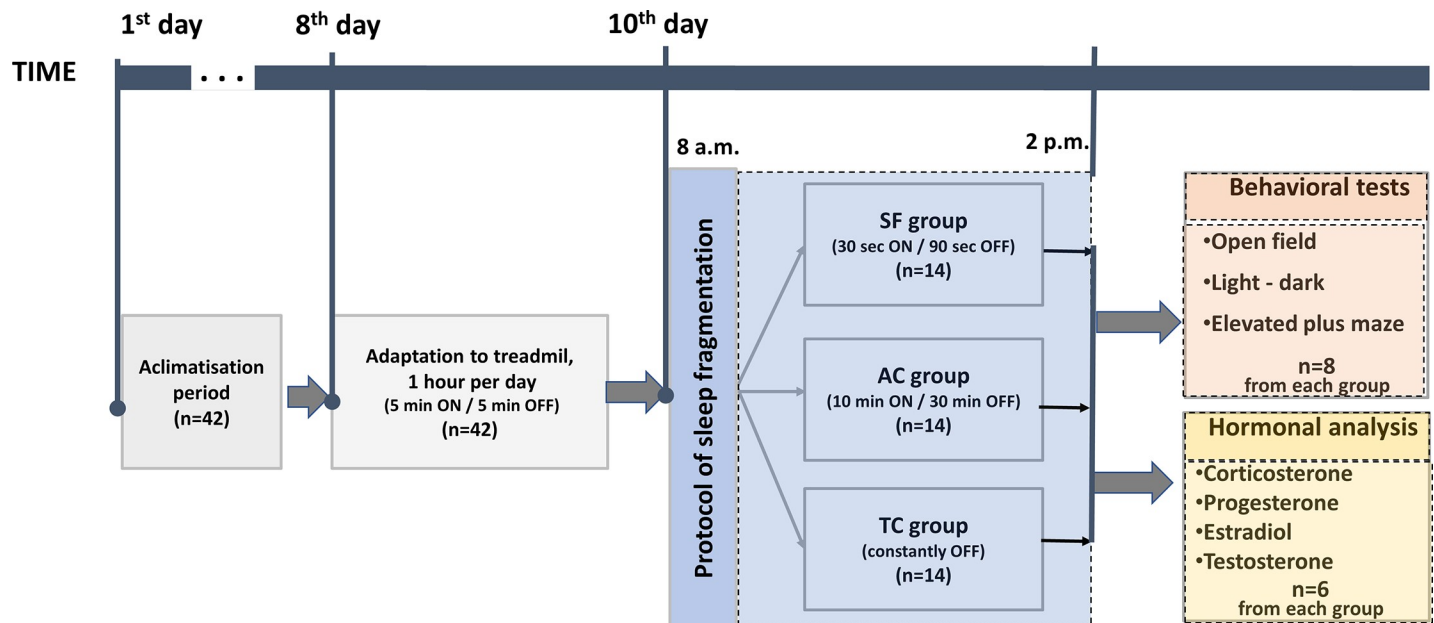 1st day
8th day
10th day
TIME
...
8 a.m.
2 p.m.
Aclimatisation
period
(n=42)
Adaptation to treadmil,
1 hour per day
(5 min ON / 5 min OFF)
(n=42)
Protocol of sleep fragmentation
SF group
(30 sec ON / 90 sec OFF)
(n=14)
AC group
(10 min ON / 30 min OFF)
(n=14)
TC group
(constantly OFF)
(n=14)
Behavioral tests
•Open field
•Light - dark
•Elevated plus maze
n=8
from each group
Hormonal analysis
•Corticosterone
•Progesterone
•Estradiol
•Testosterone
n=6
from each group